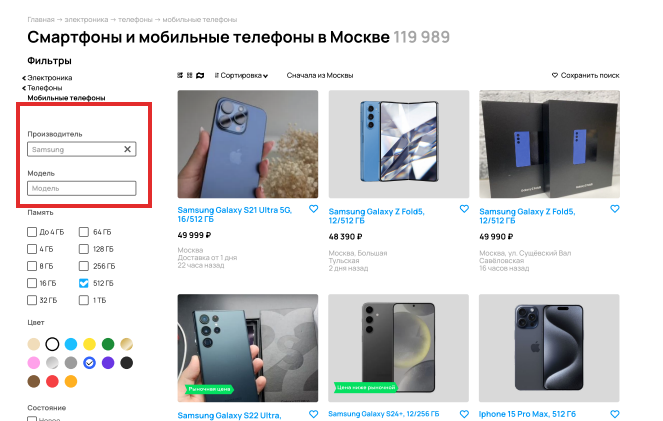 Главная → электроника → телефоны → мобильные телефоны
Смартфоны и мобильные телефоны в Москве 119 989
Фильтры
Электроника
Телефоны
Мобильные телефоны
Сортировка
Сначала из Москвы
Сохранить поиск
Производитель
Samsung
Модель
Модель
Память
До 4 ГБ
64 ГБ
4 ГБ
128 ГБ
8 ГБ
256 ГБ
16 ГБ
512 ГБ
32 ГБ
1 ТБ
Цвет
Состояние
Samsung Galaxy S21 Ultra 5G,
16/512 ГБ
49 999 ₽
Москва
Доставка от 1 дня
22 часа назад
Samsung Galaxy Z Fold5,
12/512 ГБ
48 390 ₽
Москва, Большая
Тульская
2 дня назад
Samsung Galaxy Z Fold5,
12/512 ГБ
49 990 ₽
Москва, ул. Сущёвский Вал
Савёловская
16 часов назад
Рыночная цена
Samsung Galaxy S22 Ultra,
Цена ниже рыночной
Samsung Galaxy S24+, 12/256 ГБ
Iphone 15 Pro Max, 512 Гб